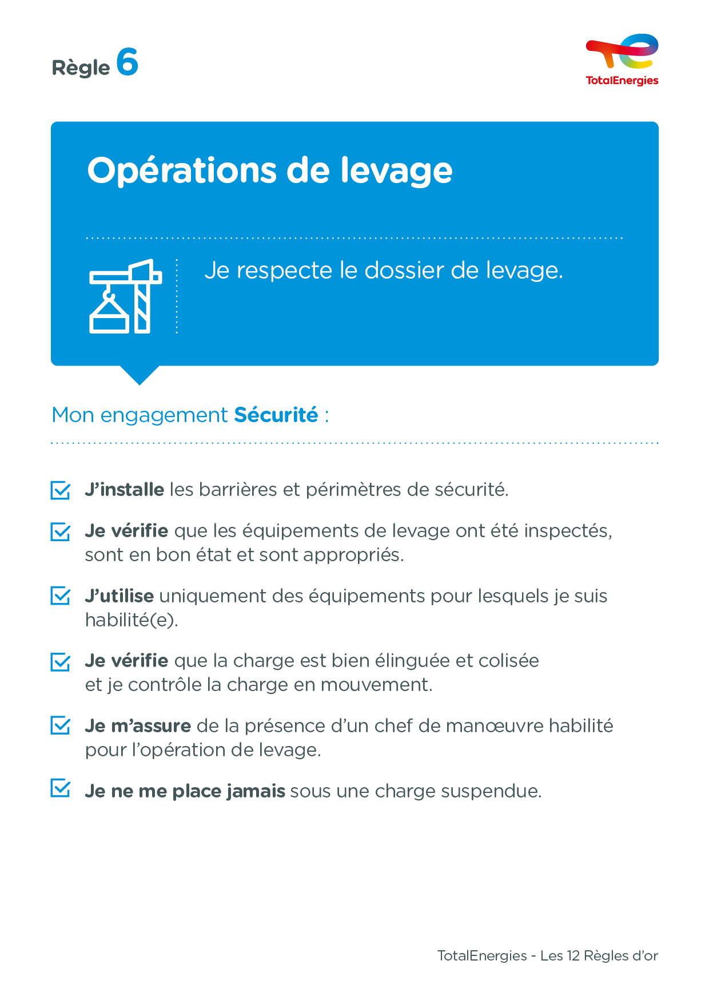 Règle 6
TotalEnergies
Opérations de levage
Je respecte le dossier de levage.
Mon engagement Sécurité :
J’installe les barrières et périmètres de sécurité.
Je vérifie que les équipements de levage ont été inspectés,
sont en bon état et sont appropriés.
J’utilise uniquement des équipements pour lesquels je suis
habilité(e).
Je vérifie que la charge est bien élinguée et colisée
et je contrôle la charge en mouvement.
Je m’assure de la présence d’un chef de manœuvre habilité
pour l’opération de levage.
Je ne me place jamais sous une charge suspendue.
TotalEnergies - Les 12 Règles d’or